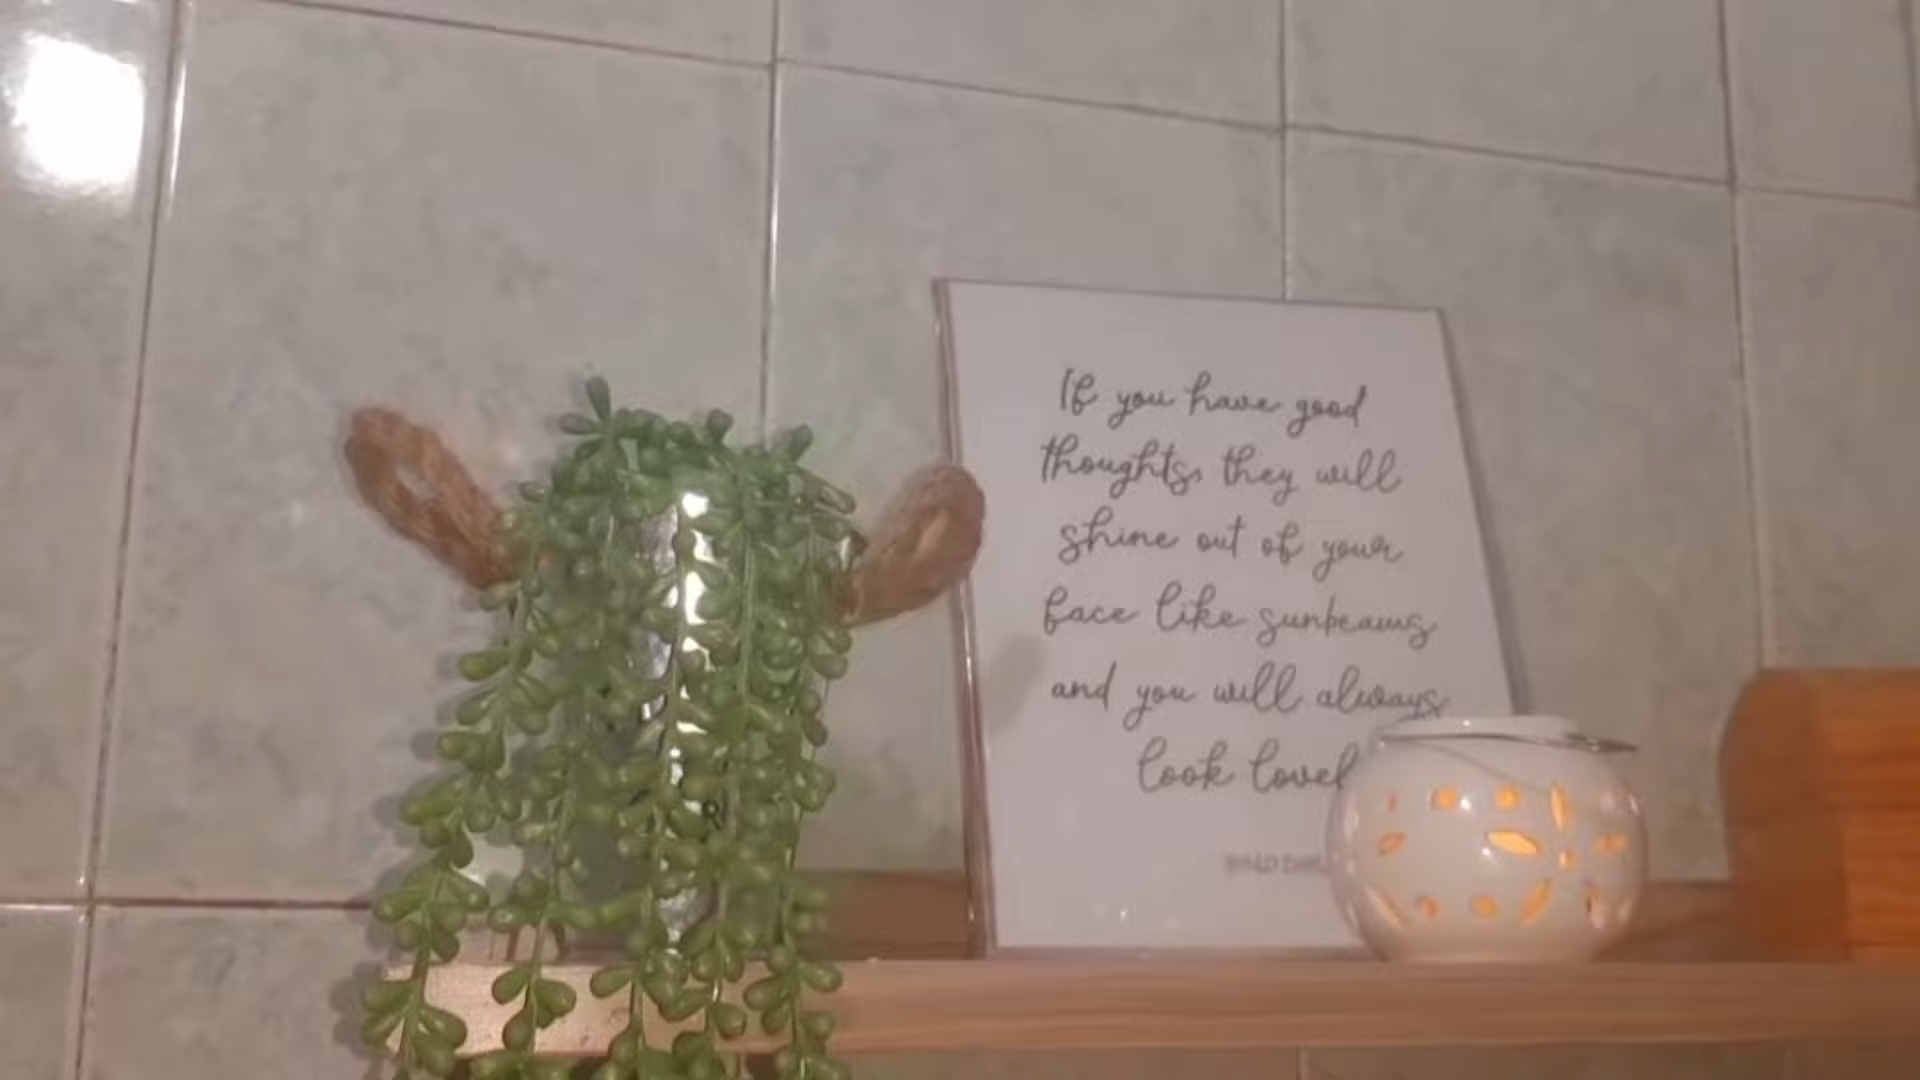 If you have good
thoughts, they will
shine out of your
face like sunbeams
and you will always
look lovel